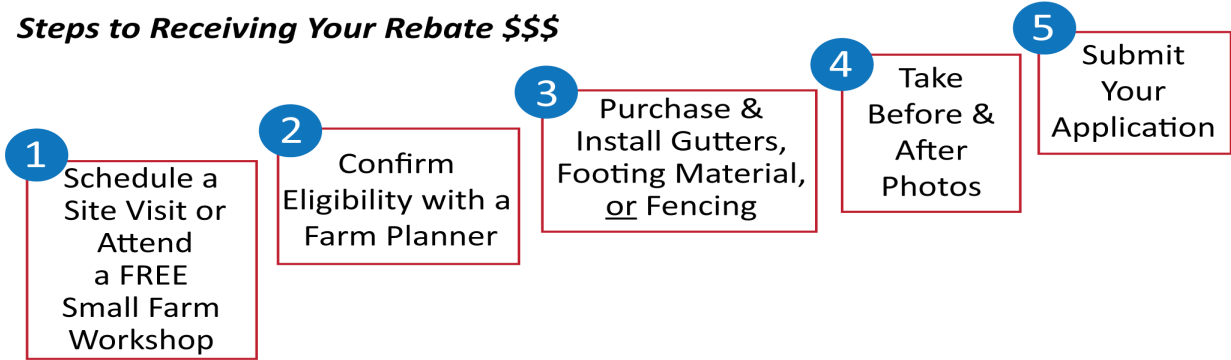 Steps to Receiving Your Rebate $$$
1
Schedule a
Site Visit or
Attend
a FREE
Small Farm
Workshop
2
Confirm
Eligibility with a
Farm Planner
3
Purchase &
Install Gutters,
Footing Material,
or Fencing
4
Take
Before &
After
Photos
5
Submit
Your
Application